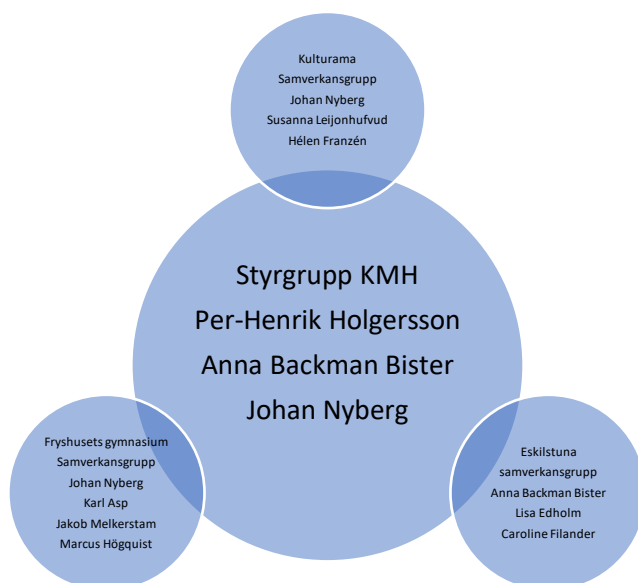 Kulturama
Samverkansgrupp
Johan Nyberg
Susanna Leijonhufvud
Hélen Franzén
Styrgrupp KMH
Per-Henrik Holgersson
Anna Backman Bister
Johan Nyberg
Fryshusets gymnasium
Samverkansgrupp
Johan Nyberg
Karl Asp
Jakob Melkerstam
Marcus Högquist
Eskilstuna
samverkansgrupp
Anna Backman Bister
Lisa Edholm
Caroline Filander